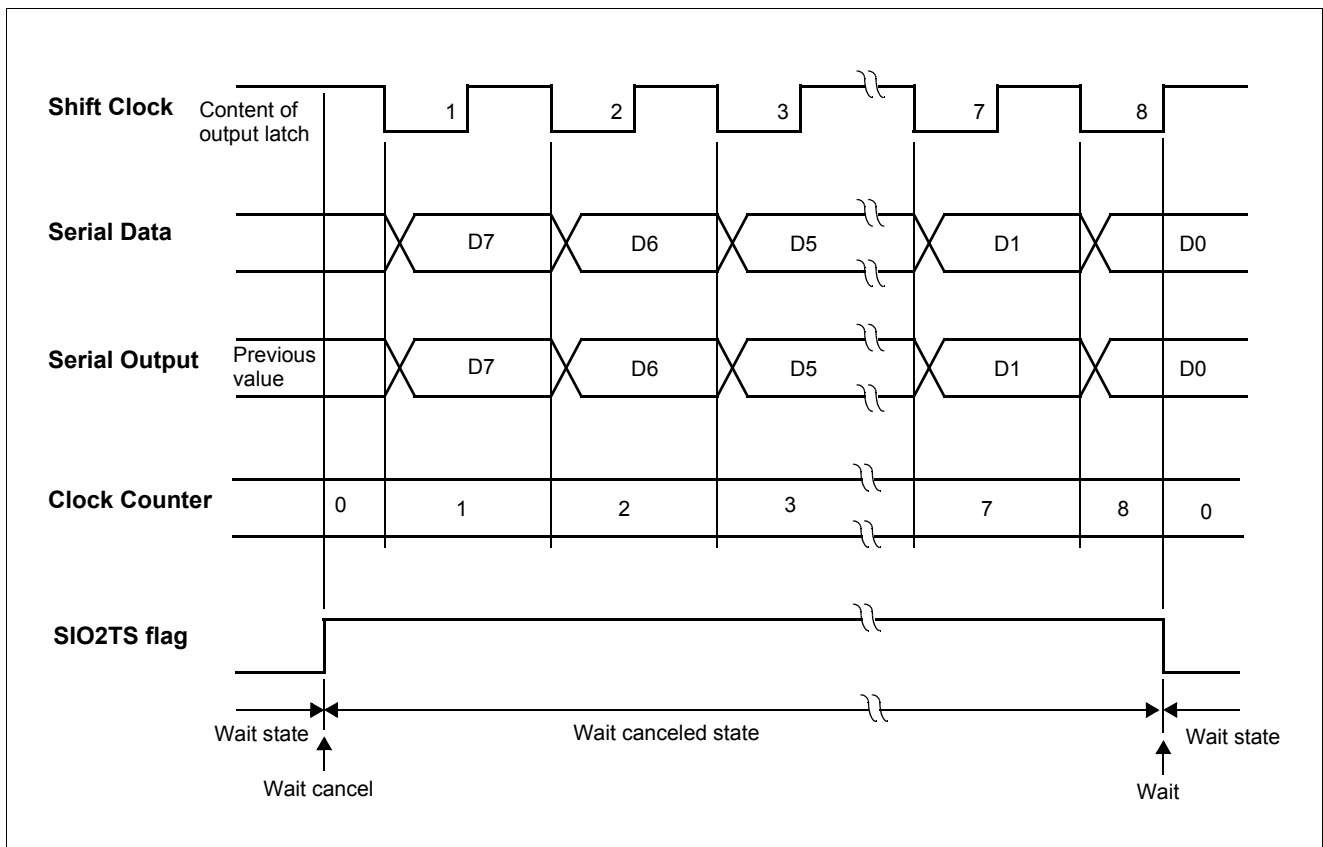 Shift Clock
Content of
output latch
1
2
3
7
8
Serial Data
D7
D6
D5
D1
D0
Serial Output
Previous
value
D7
D6
D5
D1
D0
Clock Counter
0
1
2
3
7
8
0
SIO2TS flag
Wait state
Wait canceled state
Wait state
Wait cancel
Wait